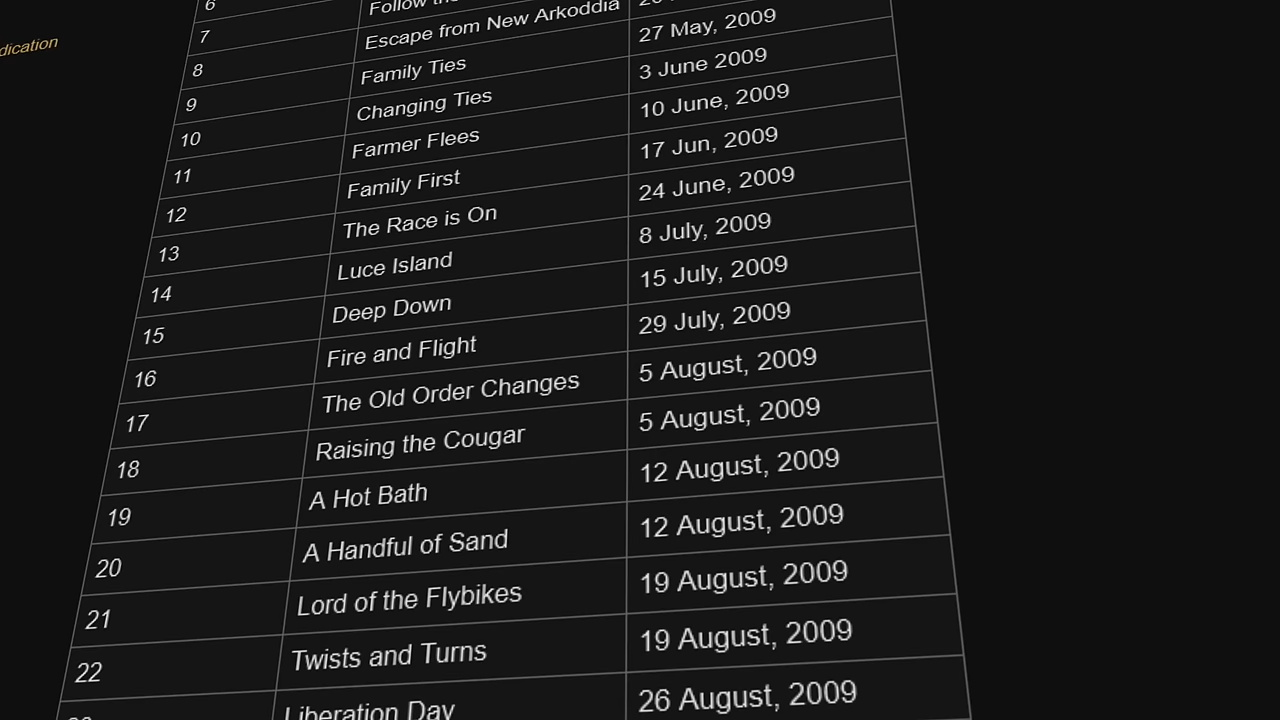 dication
6
7
8 Escape from New Arkoddia
9 Family Ties 27 May, 2009
10 Changing Ties 3 June 2009
11 Farmer Flees 10 June, 2009
12 Family First 17 Jun, 2009
13 The Race is On 24 June, 2009
14 Luce Island 8 July, 2009
15 Deep Down 15 July, 2009
16 Fire and Flight 29 July, 2009
17 The Old Order Changes 5 August, 2009
18 Raising the Cougar 5 August, 2009
19 A Hot Bath 12 August, 2009
20 A Handful of Sand 12 August, 2009
21 Lord of the Flybikes 19 August, 2009
22 Twists and Turns 19 August, 2009
Liberation Day 26 August, 2009